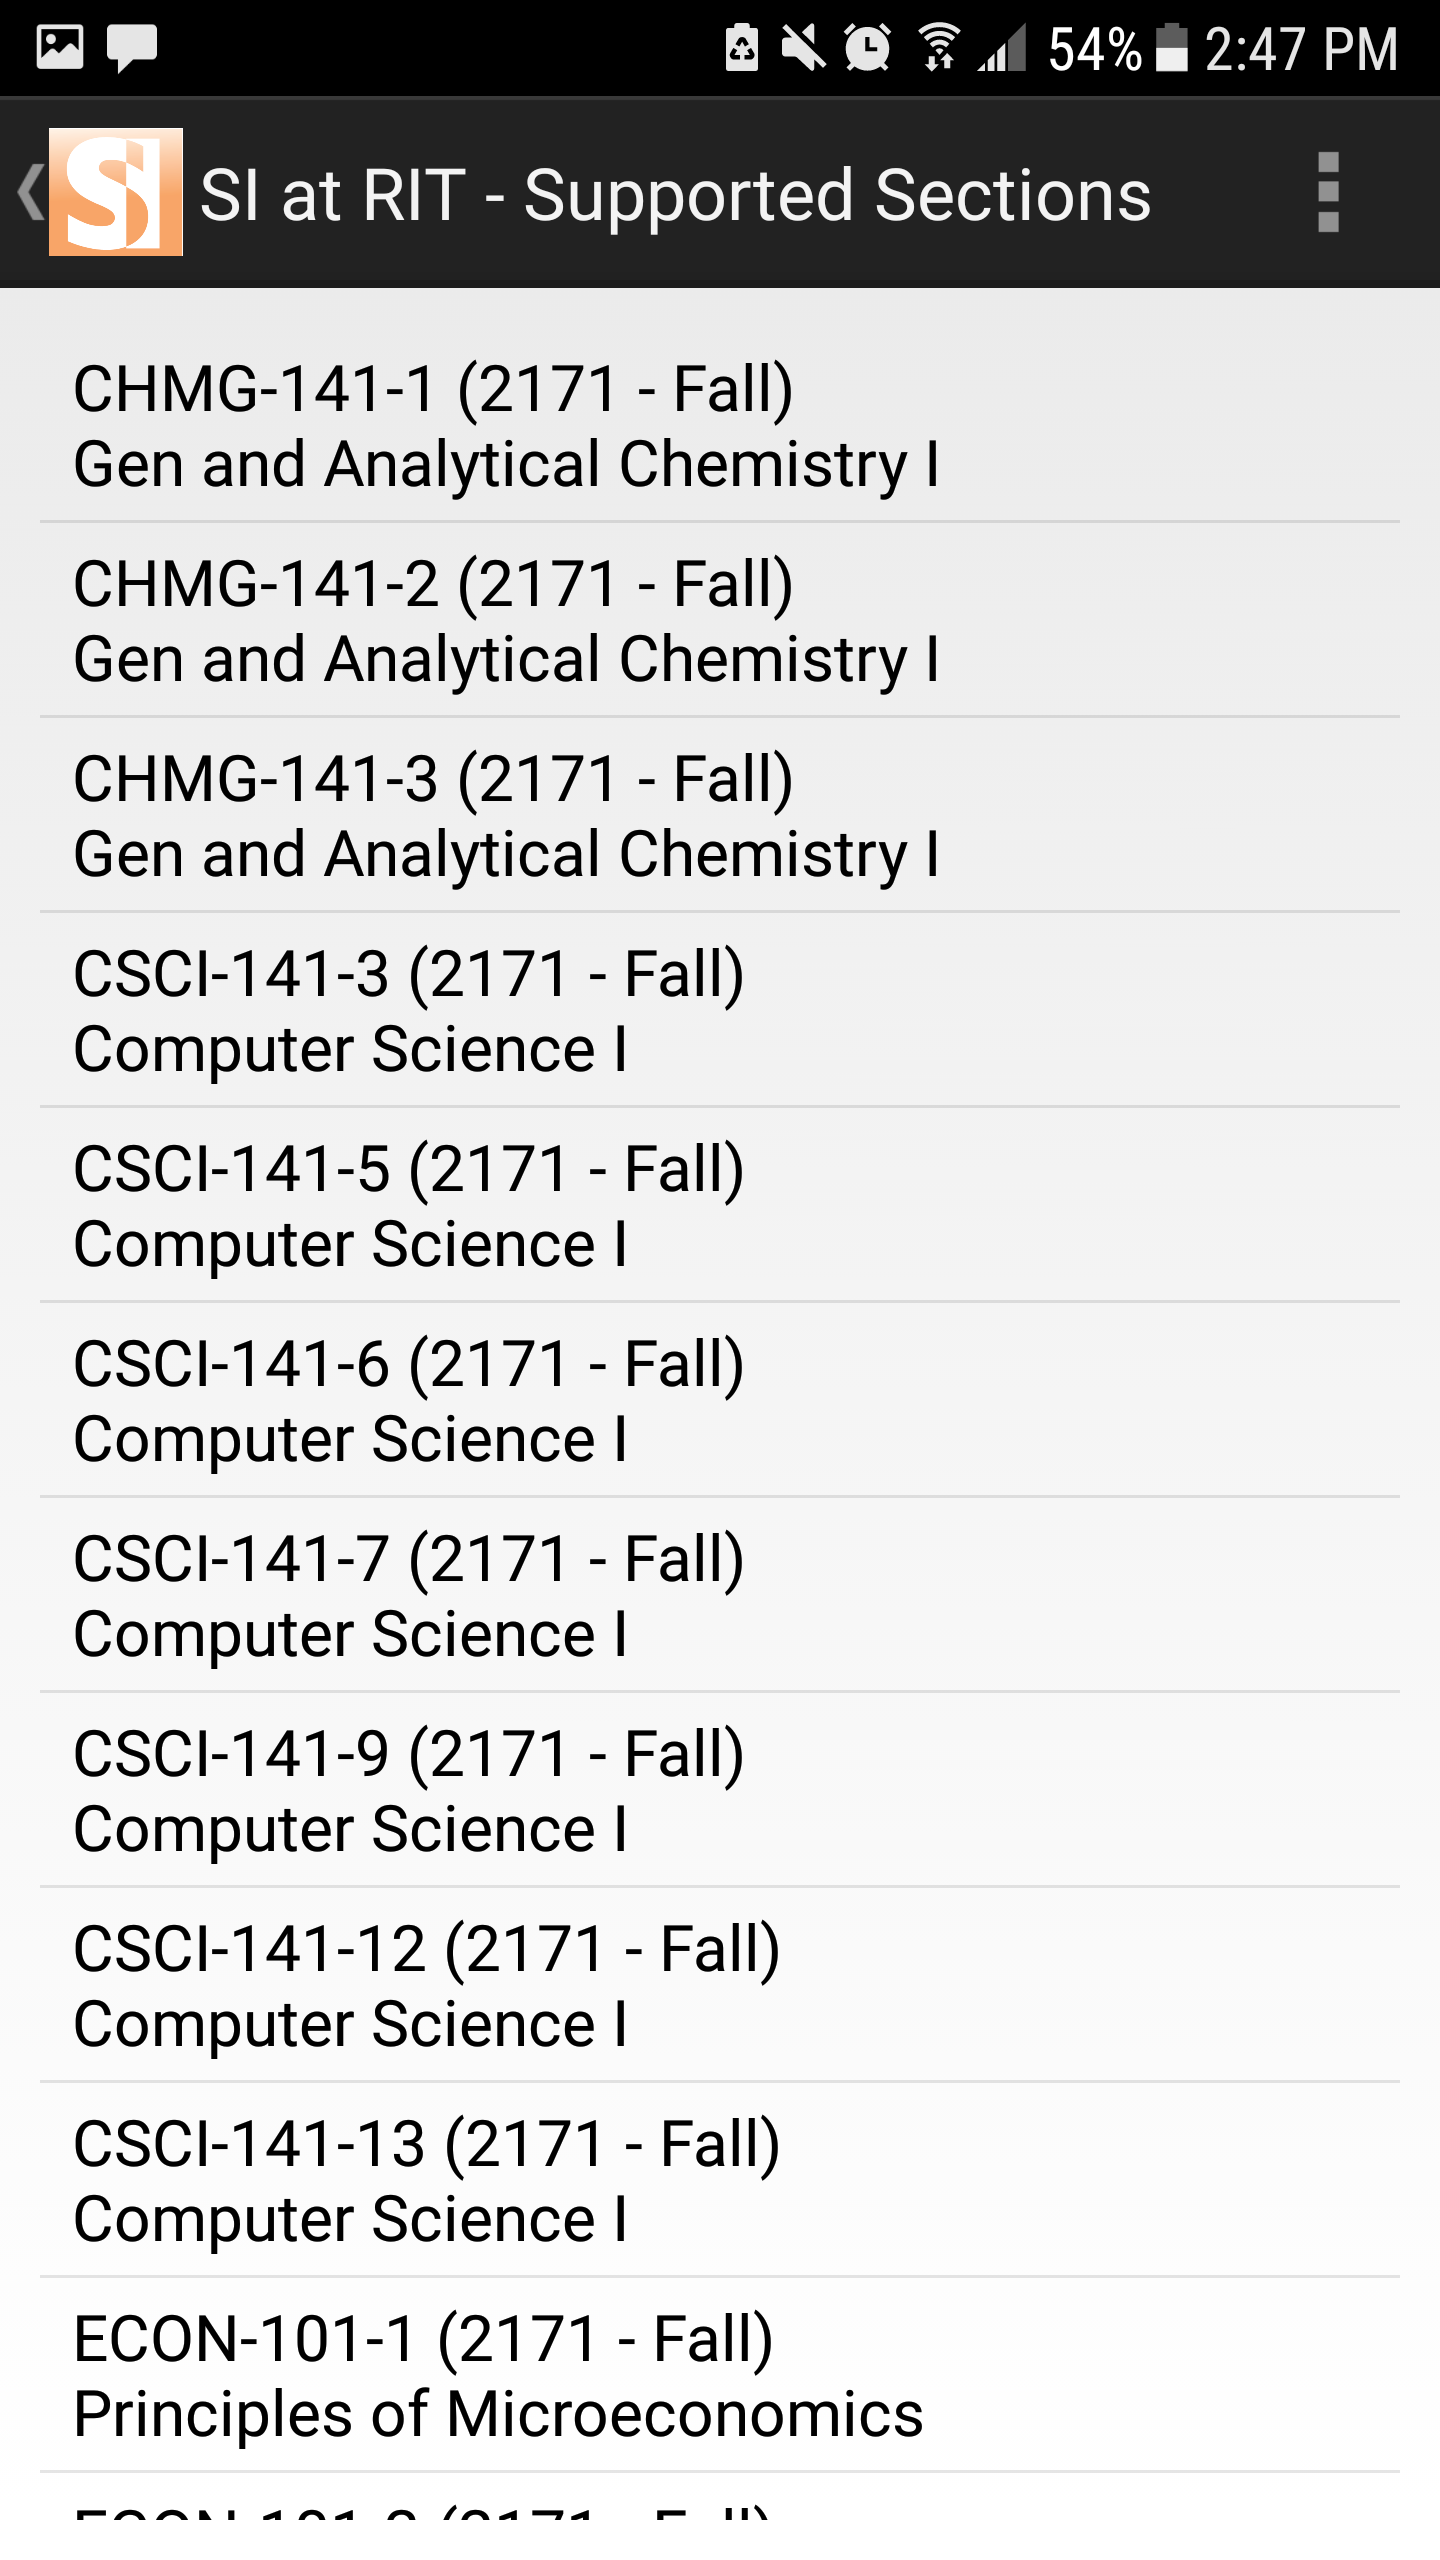 54% 2:47 PM
SI SI at RIT - Supported Sections
CHMG-141-1 (2171 - Fall)
Gen and Analytical Chemistry I
CHMG-141-2 (2171 - Fall)
Gen and Analytical Chemistry I
CHMG-141-3 (2171 - Fall)
Gen and Analytical Chemistry I
CSCI-141-3 (2171 - Fall)
Computer Science I
CSCI-141-5 (2171 - Fall)
Computer Science I
CSCI-141-6 (2171 - Fall)
Computer Science I
CSCI-141-7 (2171 - Fall)
Computer Science I
CSCI-141-9 (2171 - Fall)
Computer Science I
CSCI-141-12 (2171 - Fall)
Computer Science I
CSCI-141-13 (2171 - Fall)
Computer Science I
ECON-101-1 (2171 - Fall)
Principles of Microeconomics
(2171 - Fall)